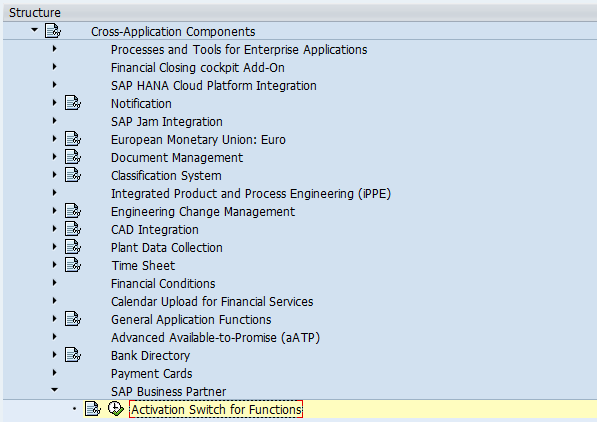 Structure
Cross-Application Components
Processes and Tools for Enterprise Applications
Financial Closing cockpit Add-On
SAP HANA Cloud Platform Integration
Notification
SAP Jam Integration
European Monetary Union: Euro
Document Management
Classification System
Integrated Product and Process Engineering (iPPE)
Engineering Change Management
CAD Integration
Plant Data Collection
Time Sheet
Financial Conditions
Calendar Upload for Financial Services
General Application Functions
Advanced Available-to-Promise (aATP)
Bank Directory
Payment Cards
SAP Business Partner
Activation Switch for Functions